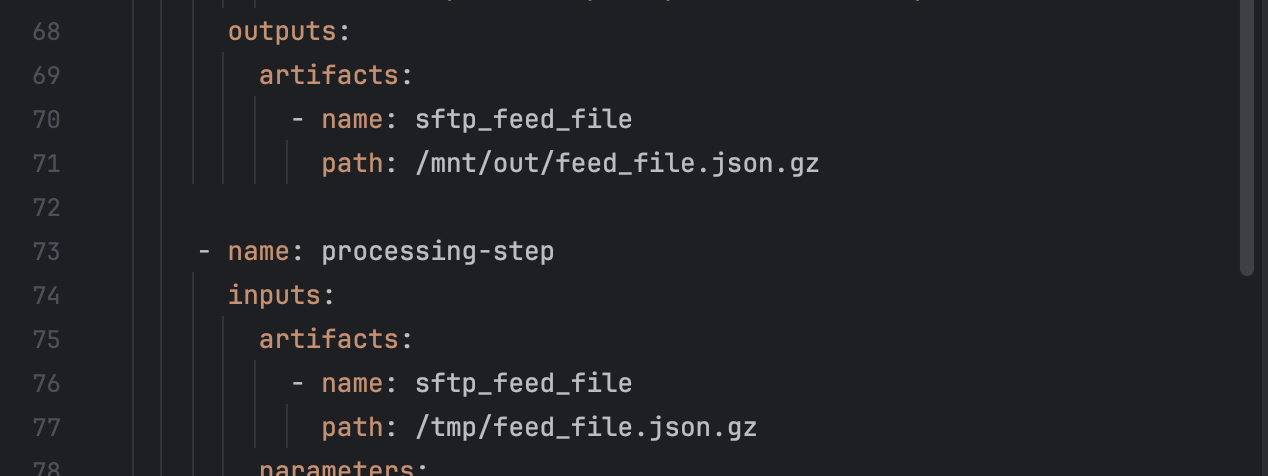 68 outputs:
69 artifacts:
70 - name: sftp_feed_file
71 path: /mnt/out/feed_file.json.gz
72
73 - name: processing-step
74 inputs:
75 artifacts:
76 - name: sftp_feed_file
77 path: /tmp/feed_file.json.gz
78 parameters: